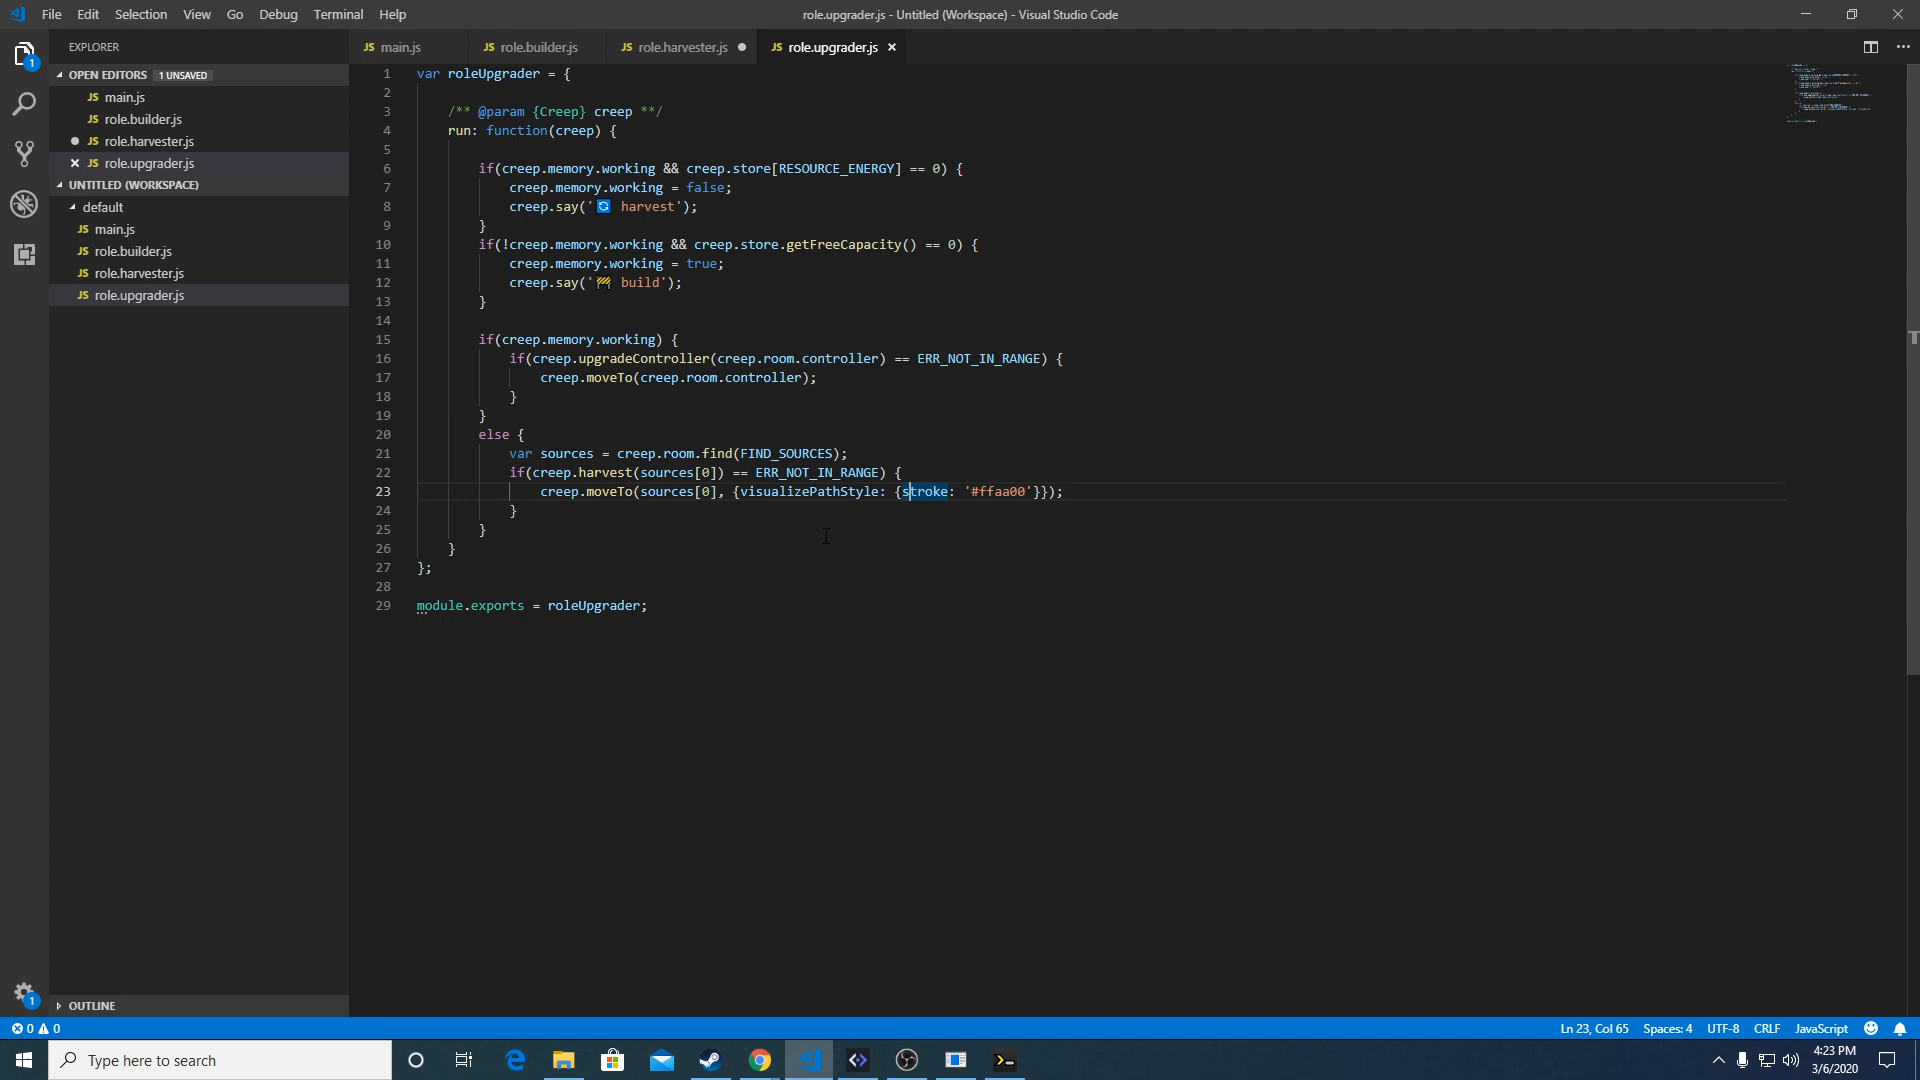 File Edit Selection View Go Debug Terminal Help
role.upgrader.js - Untitled (Workspace) - Visual Studio Code
EXPLORER
1
OPEN EDITORS 1 UNSAVED
JS main.js
JS role.builder.js
JS role.harvester.js
JS role.upgrader.js
UNTITLED (WORKSPACE)
default
JS main.js
JS role.builder.js
JS role.harvester.js
JS role.upgrader.js
OUTLINE
1
JS main.js JS role.builder.js JS role.harvester.js JS role.upgrader.js
1 var roleUpgrader = {
2
3 /** @param {Creep} creep **/
4 run: function(creep) {
5
6 if(creep.memory.working && creep.store[RESOURCE_ENERGY] == 0) {
7 creep.memory.working = false;
8 creep.say('🔄 harvest');
9 }
10 if(!creep.memory.working && creep.store.getFreeCapacity() == 0) {
11 creep.memory.working = true;
12 creep.say('🚧 build');
13 }
14
15 if(creep.memory.working) {
16 if(creep.upgradeController(creep.room.controller) == ERR_NOT_IN_RANGE) {
17 creep.moveTo(creep.room.controller);
18 }
19 }
20 else {
21 var sources = creep.room.find(FIND_SOURCES);
22 if(creep.harvest(sources[0]) == ERR_NOT_IN_RANGE) {
23 creep.moveTo(sources[0], {visualizePathStyle: {stroke: '#ffaa00'}});
24 }
25 }
26 }
27 };
28
29 module.exports = roleUpgrader;
0 0
Ln 23, Col 65 Spaces: 4 UTF-8 CRLF JavaScript
Type here to search
4:23 PM
3/6/2020